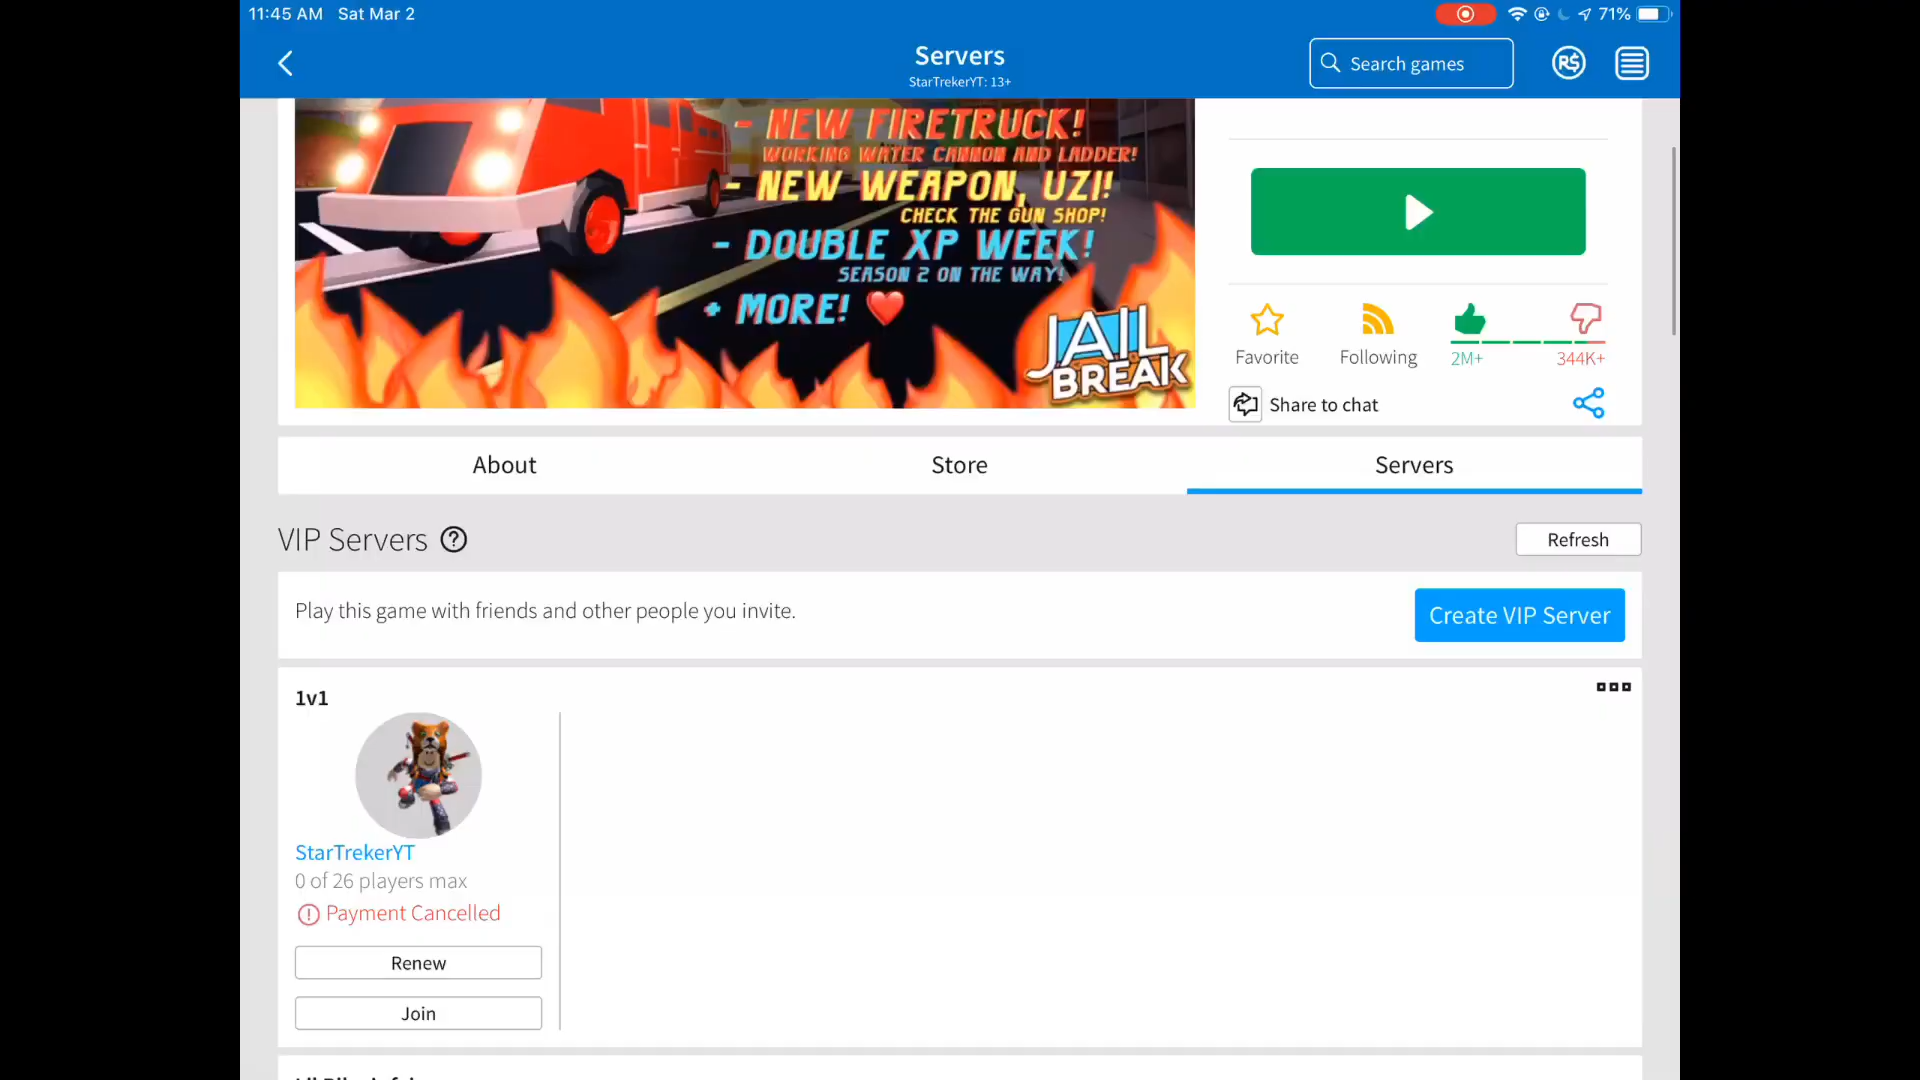 11:45 AM Sat Mar 2
71%
Servers
StarTrekerYT: 13+
Search games
R$
- NEW FIRETRUCK!
WORKING WATER CANNON AND LADDER!
- NEW WEAPON, UZI!
CHECK THE GUN SHOP!
- DOUBLE XP WEEK!
SEASON 2 ON THE WAY!
+ MORE! ❤️
JAIL
BREAK
Favorite
Following
2M+
344K+
Share to chat
About
Store
Servers
VIP Servers ?
Refresh
Play this game with friends and other people you invite.
Create VIP Server
1v1
StarTrekerYT
0 of 26 players max
Payment Cancelled
Renew
Join